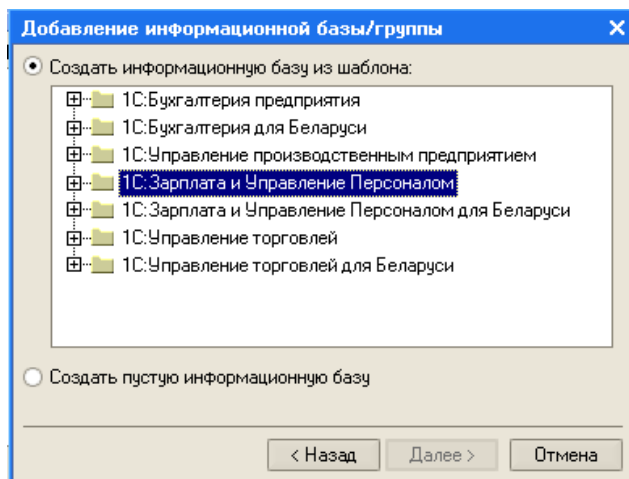 Добавление информационной базы/группы
Создать информационную базу из шаблона:
1С:Бухгалтерия предприятия
1С:Бухгалтерия для Беларуси
1С:Управление производственным предприятием
1С:Зарплата и Управление Персоналом
1С:Зарплата и Управление Персоналом для Беларуси
1С:Управление торговлей
1С:Управление торговлей для Беларуси
Создать пустую информационную базу
< Назад Далее > Отмена